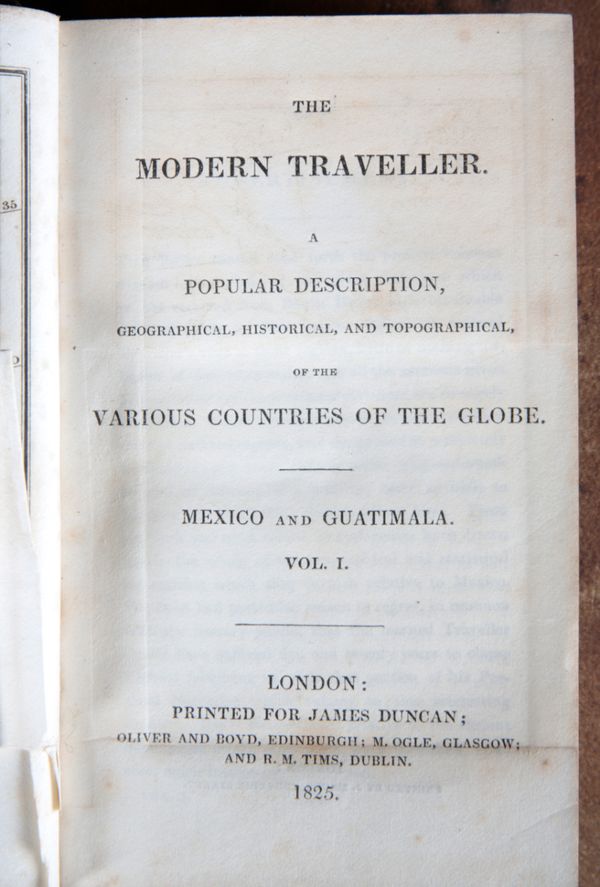 THE
MODERN TRAVELLER.
A
POPULAR DESCRIPTION,
GEOGRAPHICAL, HISTORICAL, AND TOPOGRAPHICAL,
OF THE
VARIOUS COUNTRIES OF THE GLOBE.
MEXICO AND GUATIMALA.
VOL. I.
LONDON:
PRINTED FOR JAMES DUNCAN;
OLIVER AND BOYD, EDINBURGH; M. OGLE, GLASGOW;
AND R. M. TIMS, DUBLIN.
1825.
35